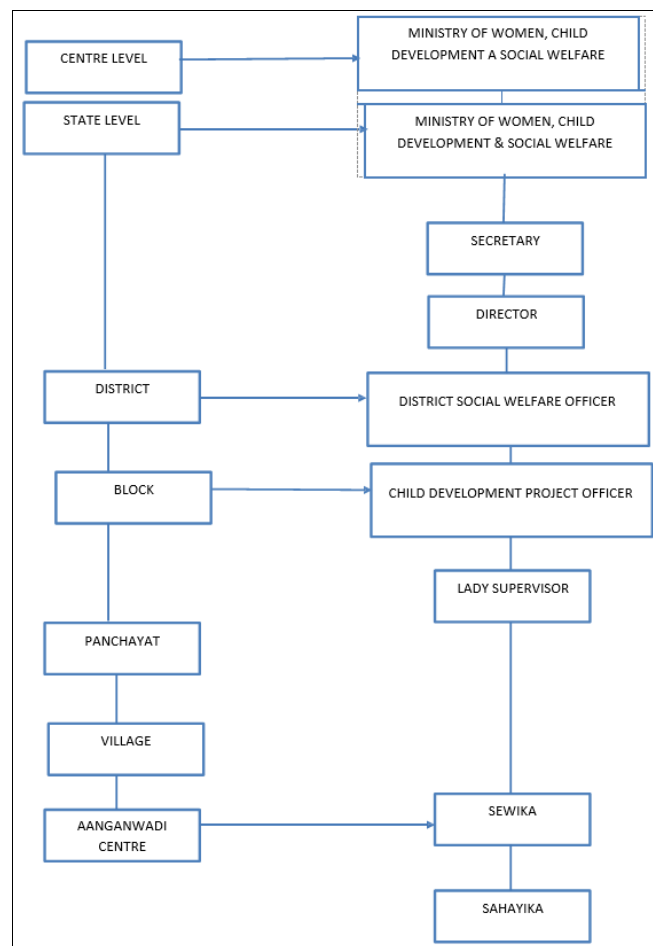 CENTRE LEVEL
MINISTRY OF WOMEN, CHILD
DEVELOPMENT A SOCIAL WELFARE
STATE LEVEL
MINISTRY OF WOMEN, CHILD
DEVELOPMENT & SOCIAL WELFARE
SECRETARY
DIRECTOR
DISTRICT
DISTRICT SOCIAL WELFARE OFFICER
BLOCK
CHILD DEVELOPMENT PROJECT OFFICER
LADY SUPERVISOR
PANCHAYAT
VILLAGE
AANGANWADI
CENTRE
SEWIKA
SAHAYIKA